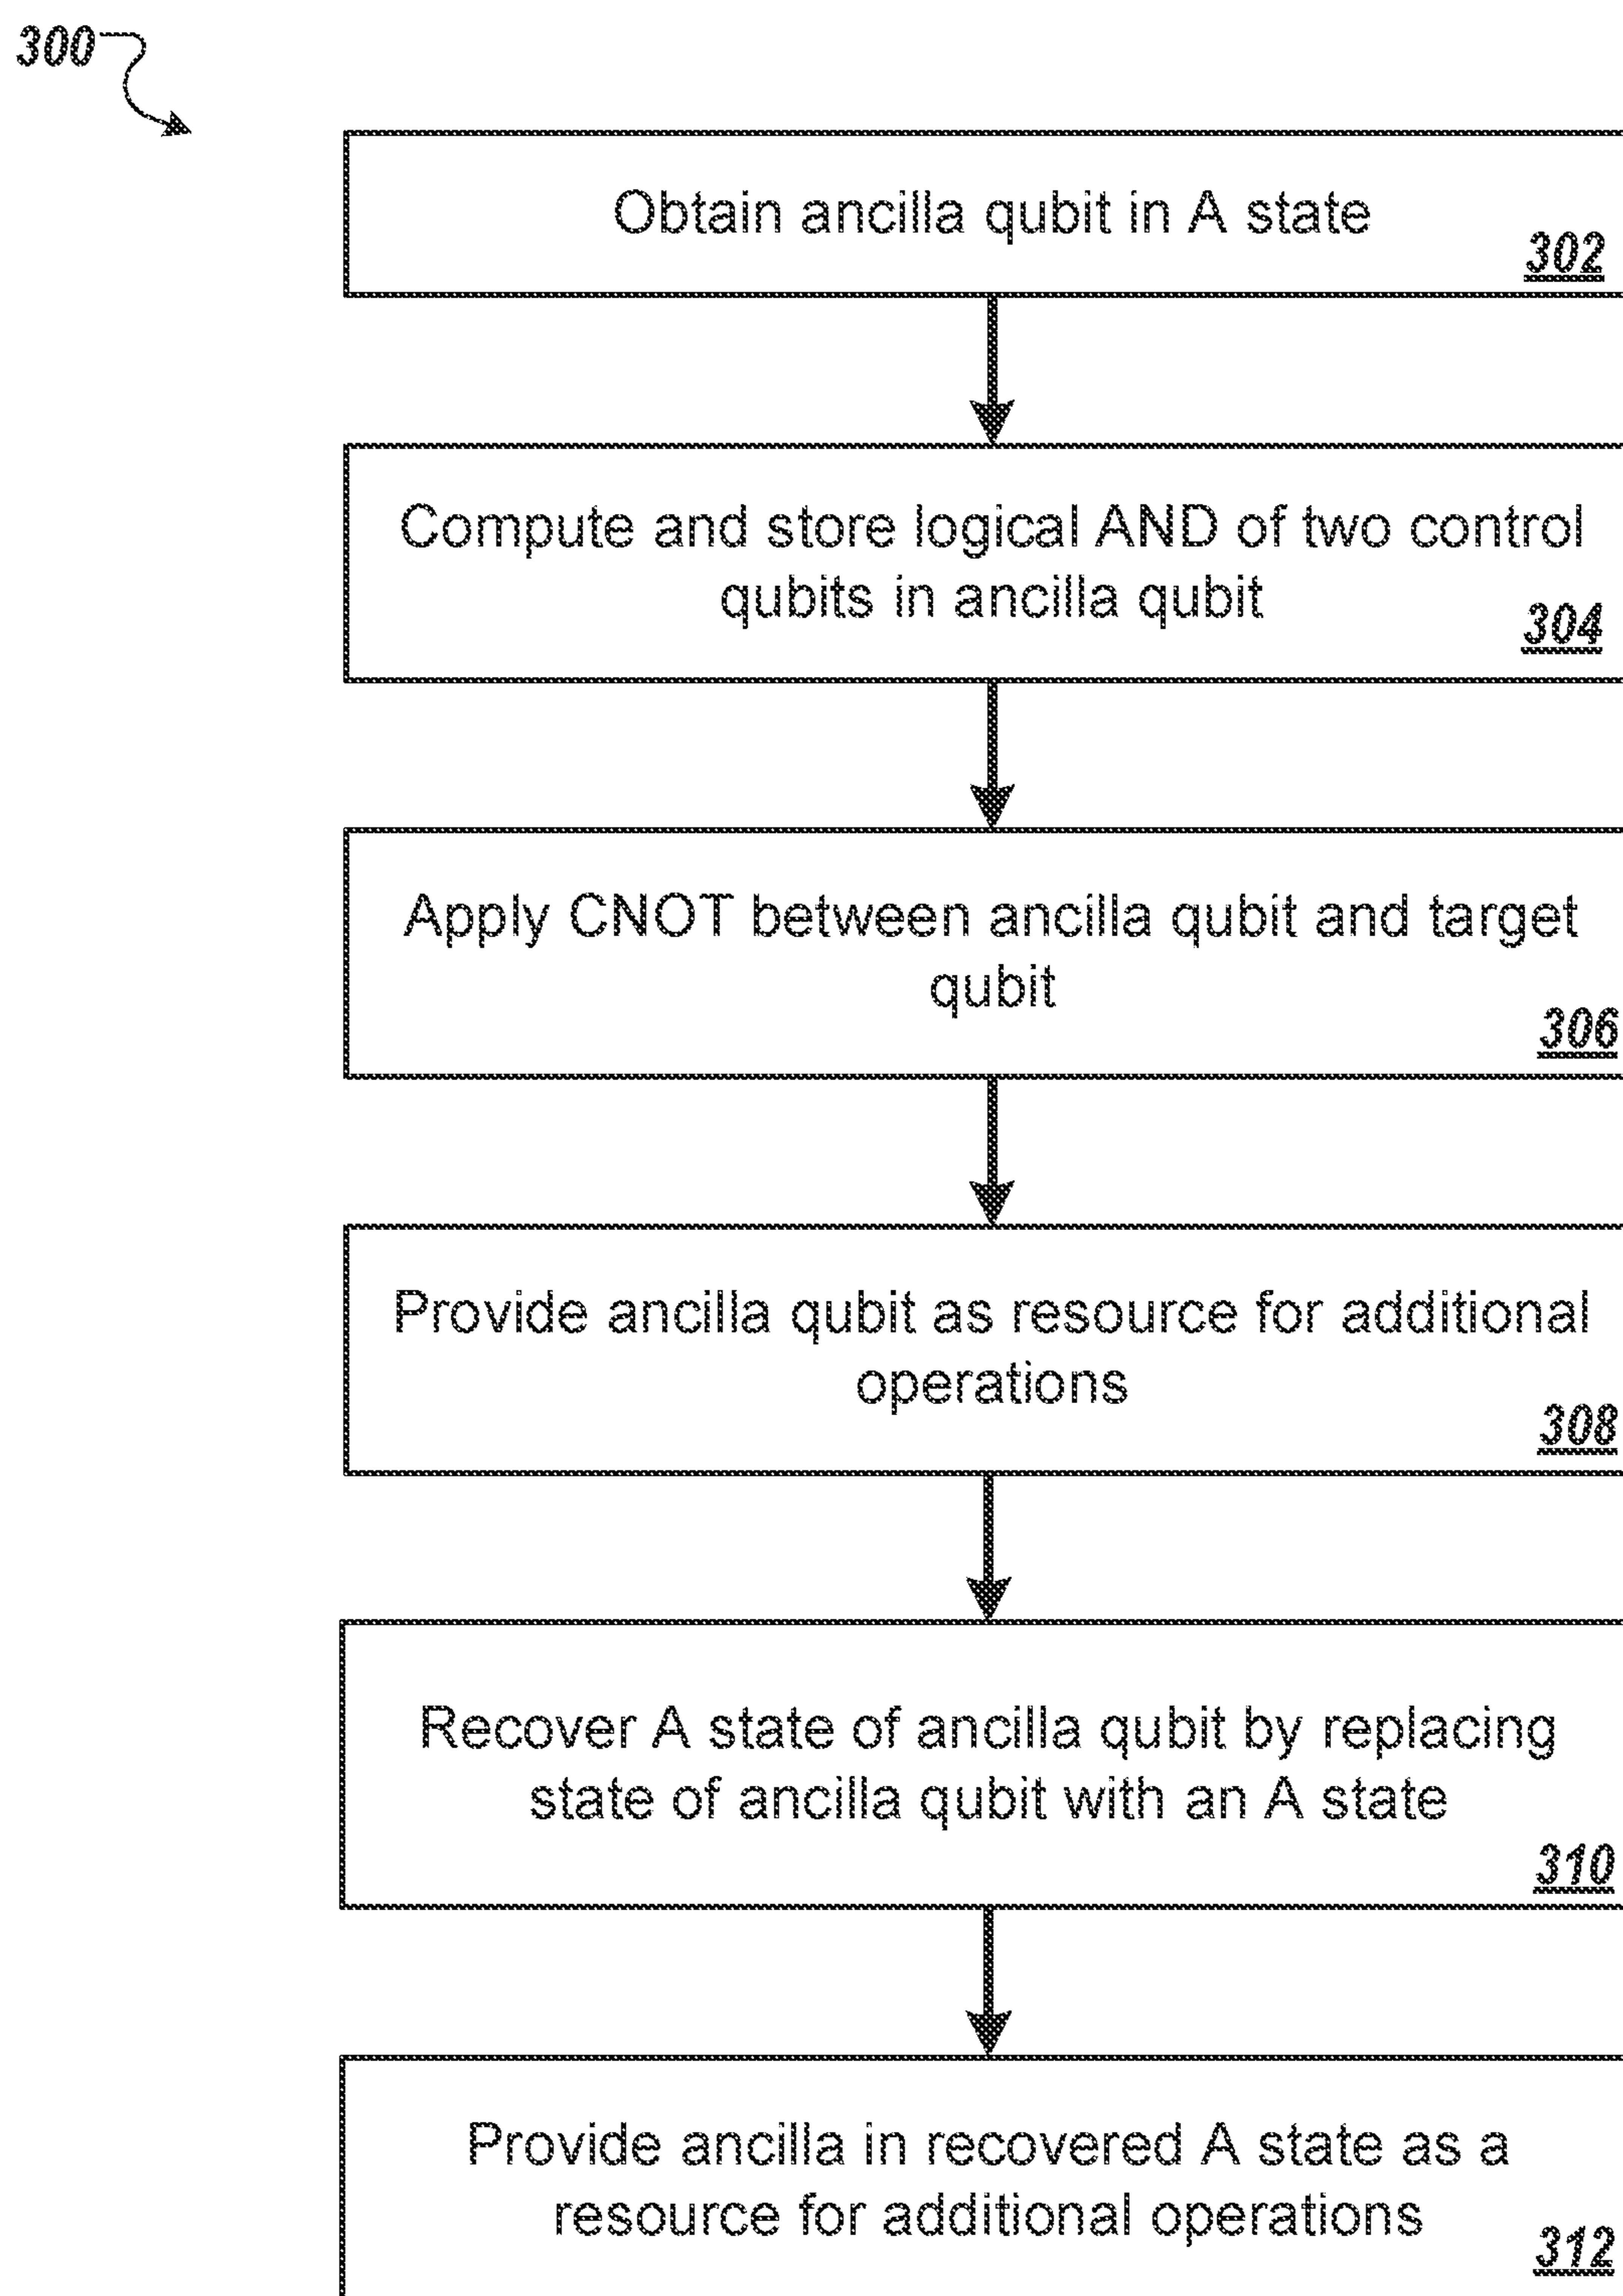 300
Obtain ancilla qubit in A state
302
Compute and store logical AND of two control
qubits in ancilla qubit
304
Apply CNOT between ancilla qubit and target
qubit
306
Provide ancilla qubit as resource for additional
operations
308
Recover A state of ancilla qubit by replacing
state of ancilla qubit with an A state
310
Provide ancilla in recovered A state as a
resource for additional operations
312